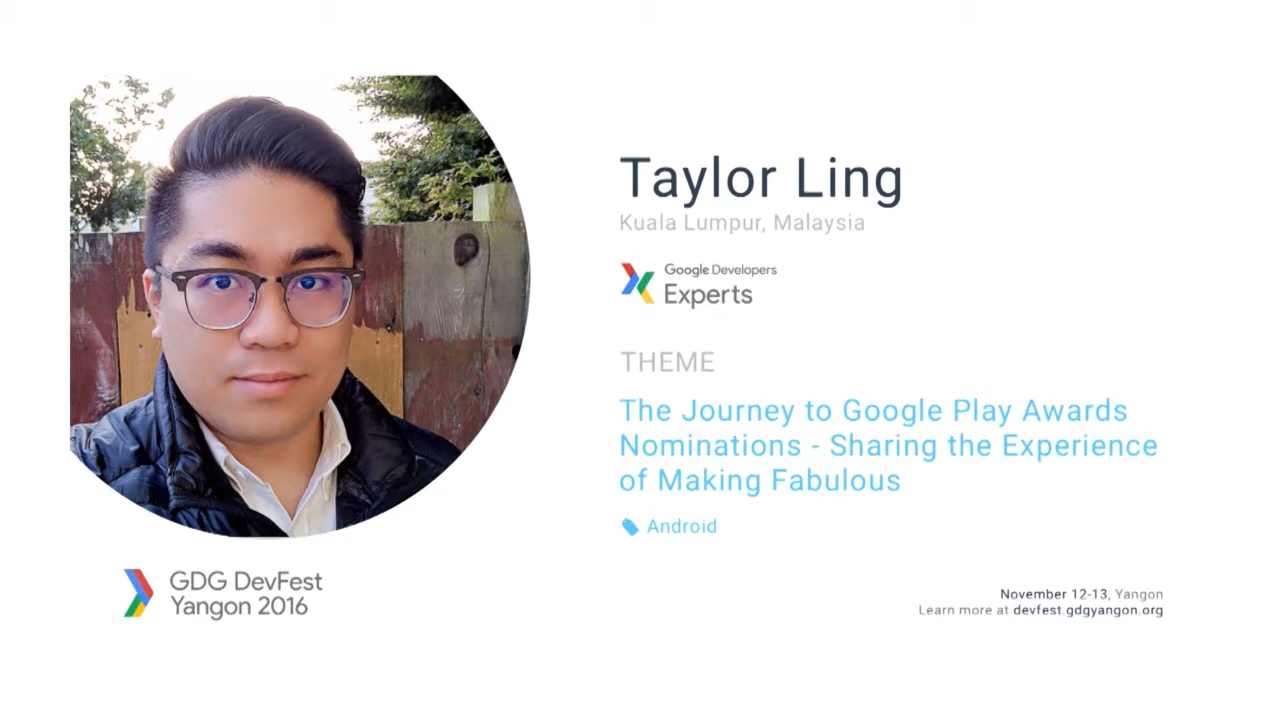 Taylor Ling
Kuala Lumpur, Malaysia
Google Developers
Experts
THEME
The Journey to Google Play Awards
Nominations - Sharing the Experience
of Making Fabulous
Android
GDG DevFest
Yangon 2016
November 12-13, Yangon
Learn more at devfest.gdgyangon.org